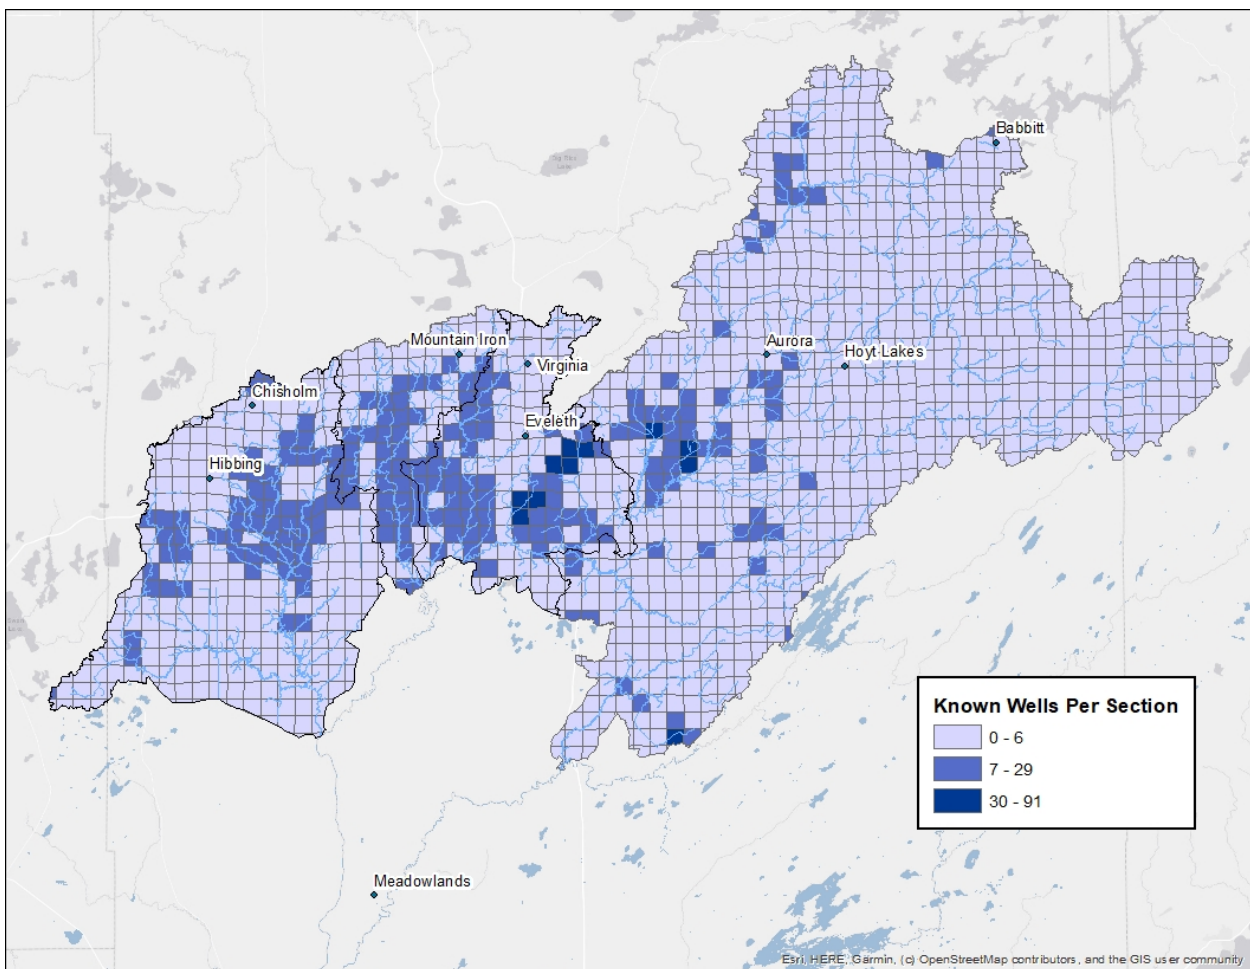 Babbitt
Mountain Iron
Virginia
Aurora
Hoyt Lakes
Chisholm
Eveleth
Hibbing
Known Wells Per Section
0 - 6
7 - 29
30 - 91
Meadowlands
Esri, HERE, Garmin, (c) OpenStreetMap contributors, and the GIS user community